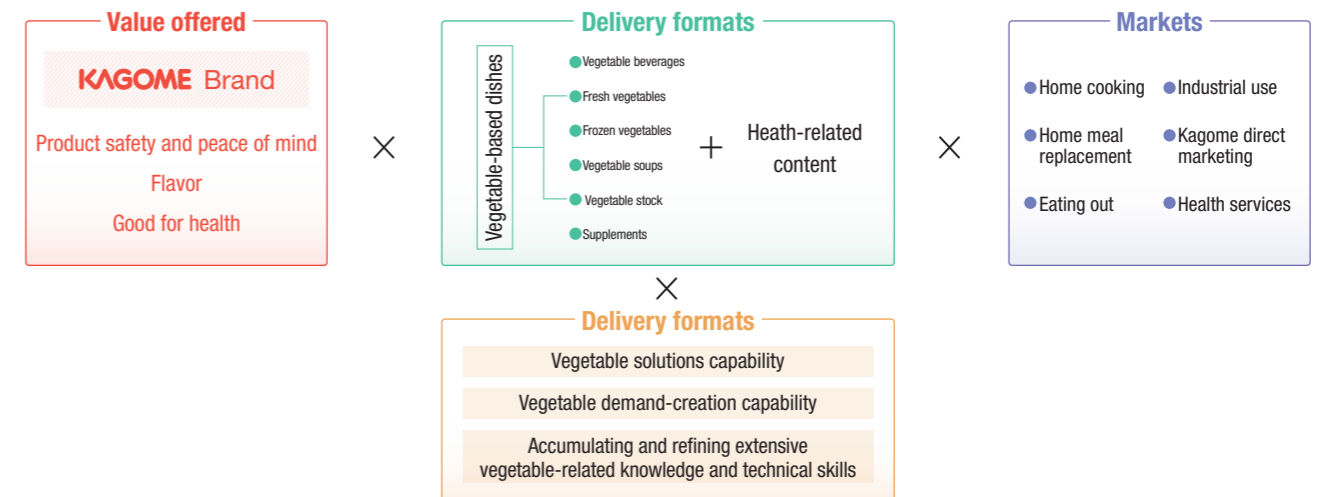 Value offered
KAGOME Brand
Product safety and peace of mind
Flavor
Good for health
×
Delivery formats
Vegetable-based dishes
Vegetable beverages
Fresh vegetables
Frozen vegetables
Vegetable soups
Vegetable stock
Supplements
+
Heath-related
content
×
Markets
Home cooking
Home meal
replacement
Eating out
Industrial use
Kagome direct
marketing
Health services
×
Delivery formats
Vegetable solutions capability
Vegetable demand-creation capability
Accumulating and refining extensive
vegetable-related knowledge and technical skills